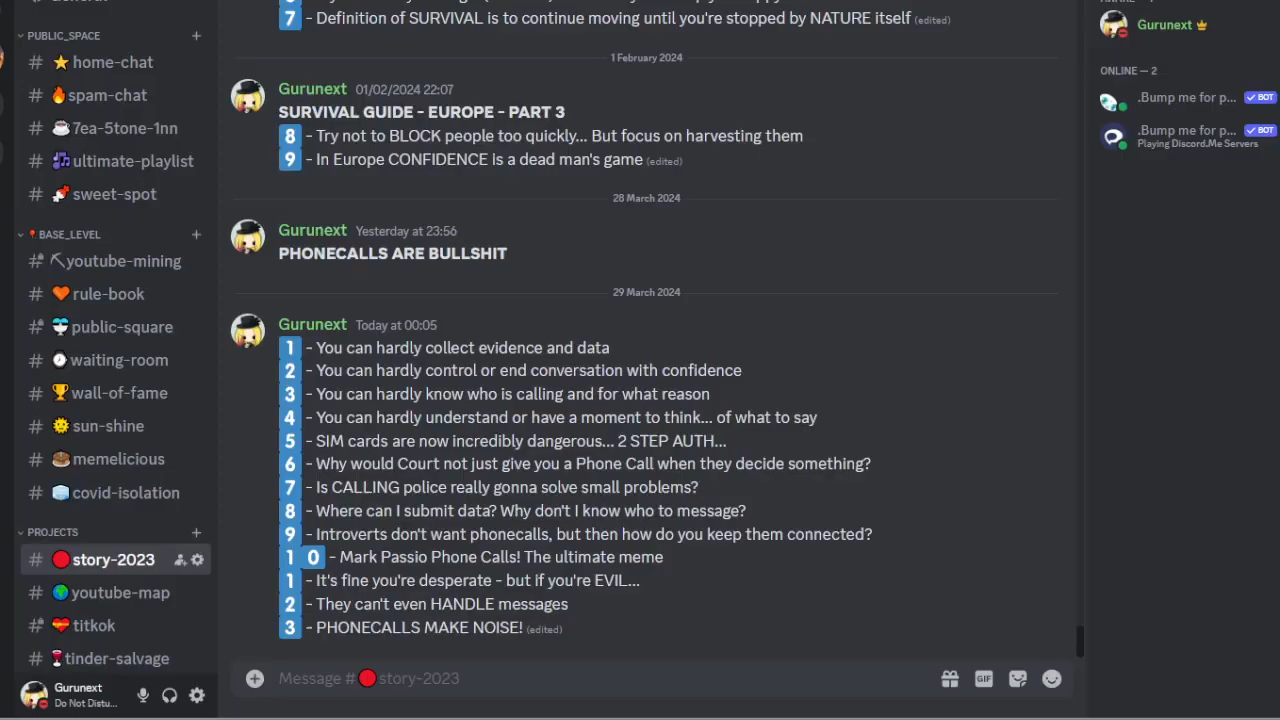 PUBLIC_SPACE
home-chat
spam-chat
7ea-5tone-1nn
ultimate-playlist
sweet-spot
BASE_LEVEL
youtube-mining
rule-book
public-square
waiting-room
wall-of-fame
sun-shine
memelicious
covid-isolation
PROJECTS
story-2023
youtube-map
titkok
tinder-salvage
Gurunext
Do Not Distu...
7 - Definition of SURVIVAL is to continue moving until you're stopped by NATURE itself (edited)
1 February 2024
Gurunext 01/02/2024 22:07
SURVIVAL GUIDE - EUROPE - PART 3
8 - Try not to BLOCK people too quickly... But focus on harvesting them
9 - In Europe CONFIDENCE is a dead man's game (edited)
28 March 2024
Gurunext Yesterday at 23:56
PHONECALLS ARE BULLSHIT
29 March 2024
Gurunext Today at 00:05
1 - You can hardly collect evidence and data
2 - You can hardly control or end conversation with confidence
3 - You can hardly know who is calling and for what reason
4 - You can hardly understand or have a moment to think... of what to say
5 - SIM cards are now incredibly dangerous... 2 STEP AUTH...
6 - Why would Court not just give you a Phone Call when they decide something?
7 - Is CALLING police really gonna solve small problems?
8 - Where can I submit data? Why don't I know who to message?
9 - Introverts don't want phonecalls, but then how do you keep them connected?
1 0 - Mark Passio Phone Calls! The ultimate meme
1 - It's fine you're desperate - but if you're EVIL...
2 - They can't even HANDLE messages
3 - PHONECALLS MAKE NOISE! (edited)
Message # story-2023
GIF
Gurunext
ONLINE — 2
.Bump me for p... BOT
.Bump me for p... BOT
Playing Discord.Me Servers